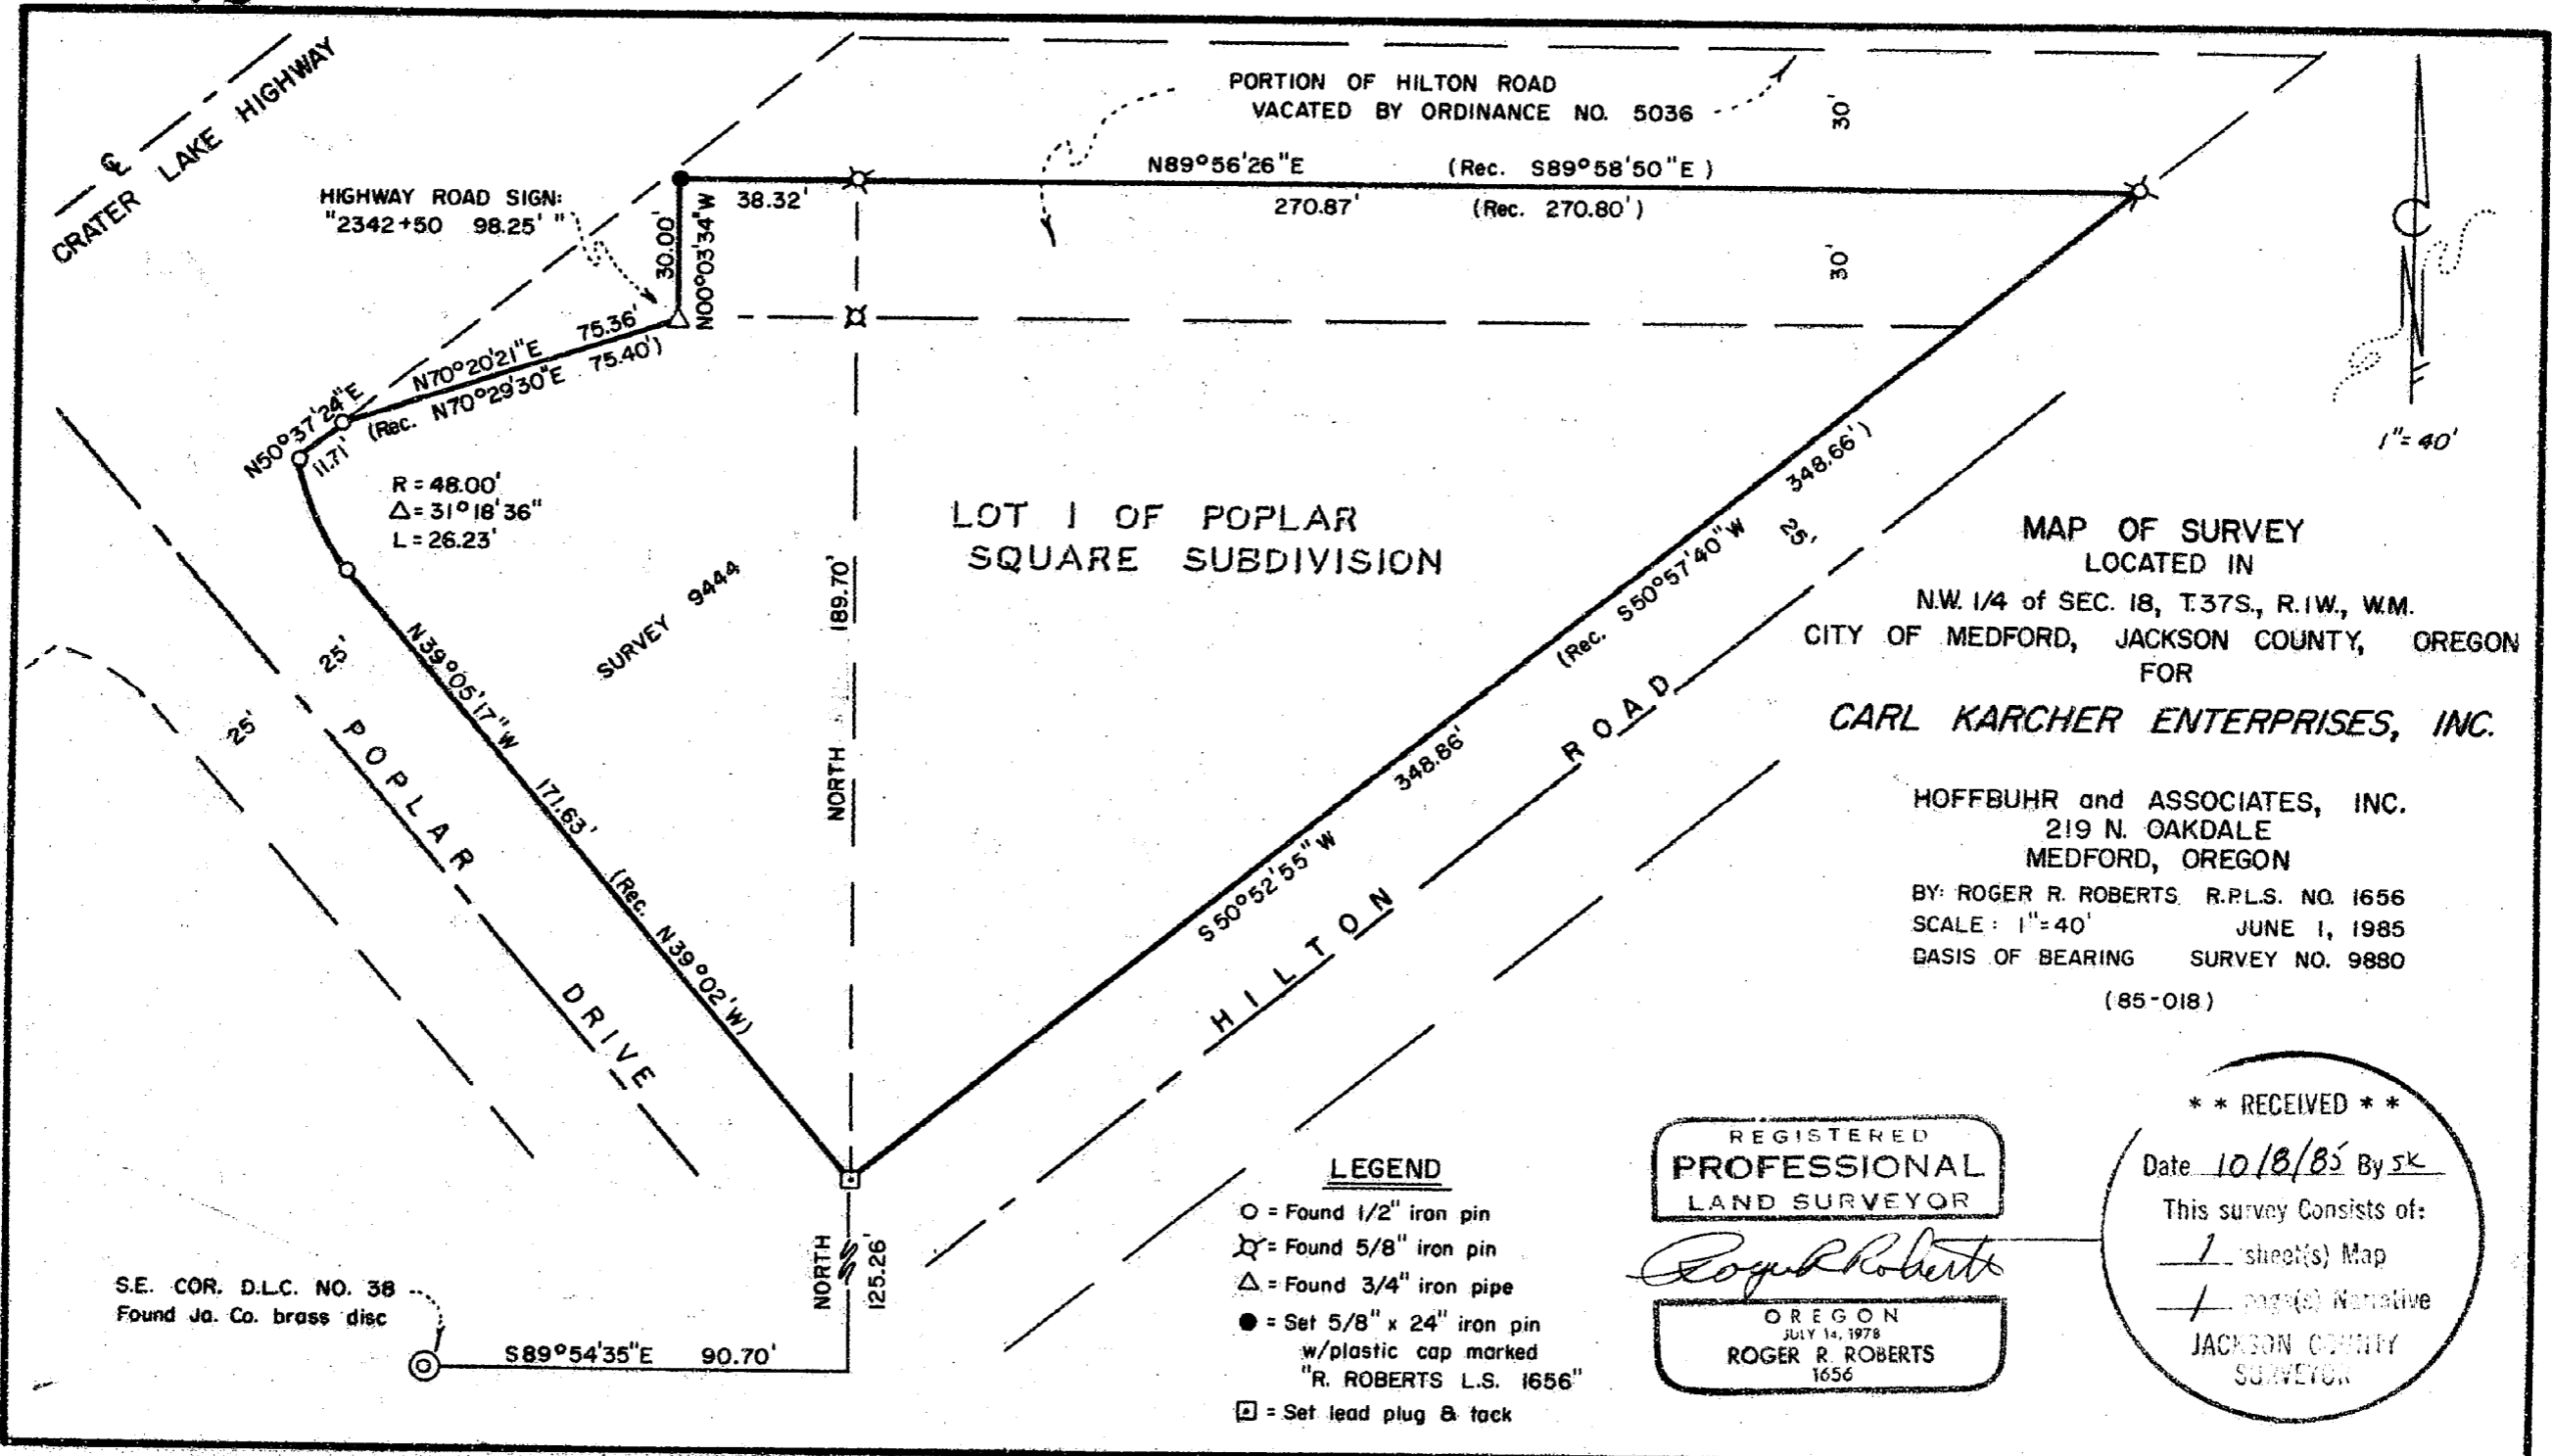 ℄
CRATER LAKE HIGHWAY
PORTION OF HILTON ROAD
VACATED BY ORDINANCE NO. 5036
30'
HIGHWAY ROAD SIGN:
"2342+50 98.25' "
38.32'
N89°56'26"E (Rec. S89°58'50"E)
270.87' (Rec. 270.80')
30.00'
N00°03'34"W
30'
N70°20'21"E 75.36'
(Rec. N70°29'30"E 75.40')
N50°37'24"E
11.71'
R = 48.00'
Δ = 31°18'36"
L = 26.23'
N
1"= 40'
LOT 1 OF POPLAR
SQUARE SUBDIVISION
SURVEY 9444
NORTH 189.70'
25'
25'
POPLAR DRIVE
N39°05'17"W 171.63' (Rec. N39°02'W)
S50°52'55"W 348.86'
(Rec. S50°57'40"W 348.66')
25'
HILTON ROAD
MAP OF SURVEY
LOCATED IN
N.W. 1/4 of SEC. 18, T.37S., R.1W., W.M.
CITY OF MEDFORD, JACKSON COUNTY, OREGON
FOR
CARL KARCHER ENTERPRISES, INC.
HOFFBUHR and ASSOCIATES, INC.
219 N. OAKDALE
MEDFORD, OREGON
BY: ROGER R. ROBERTS R.P.L.S. NO. 1656
SCALE: 1"=40' JUNE 1, 1985
BASIS OF BEARING SURVEY NO. 9880
(85-018)
S.E. COR. D.L.C. NO. 38
Found Ja. Co. brass disc
S89°54'35"E 90.70'
NORTH
125.26'
LEGEND
○ = Found 1/2" iron pin
¤ = Found 5/8" iron pin
△ = Found 3/4" iron pipe
● = Set 5/8" x 24" iron pin
w/plastic cap marked
"R. ROBERTS L.S. 1656"
⊡ = Set lead plug & tack
REGISTERED
PROFESSIONAL
LAND SURVEYOR
Roger R Roberts
OREGON
JULY 14, 1978
ROGER R. ROBERTS
1656
* * RECEIVED * *
Date 10/8/85 By SK
This survey Consists of:
1 sheet(s) Map
1 page(s) Narrative
JACKSON COUNTY
SURVEYOR